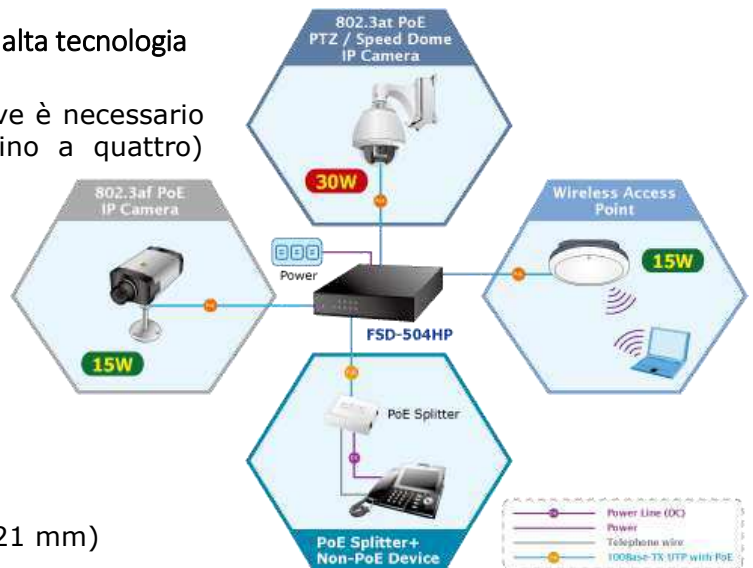 alta tecnologia
ve è necessario
ino a quattro)
802.3at PoE
PTZ / Speed Dome
IP Camera
30W
802.3af PoE
IP Camera
15W
Wireless Access
Point
15W
Power
FSD-504HP
PoE Splitter
PoE Splitter+
Non-PoE Device
21 mm)
Power Line (DC)
Power
Telephone wire
100Base-TX UTP with PoE